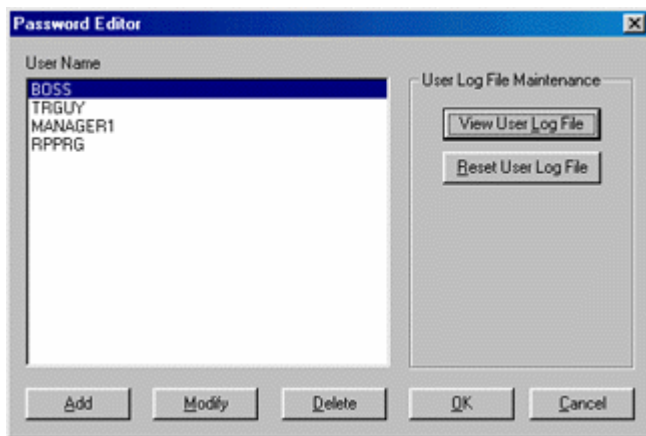 Password Editor
User Name
BOSS
TRGUY
MANAGER1
RPPRG
User Log File Maintenance
View User Log File
Reset User Log File
Add
Modify
Delete
OK
Cancel